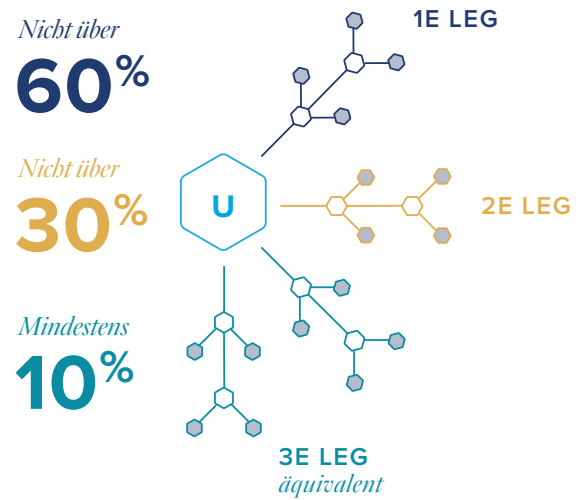 Nicht über
60%
1E LEG
Nicht über
30%
U
2E LEG
Mindestens
10%
3E LEG
äquivalent